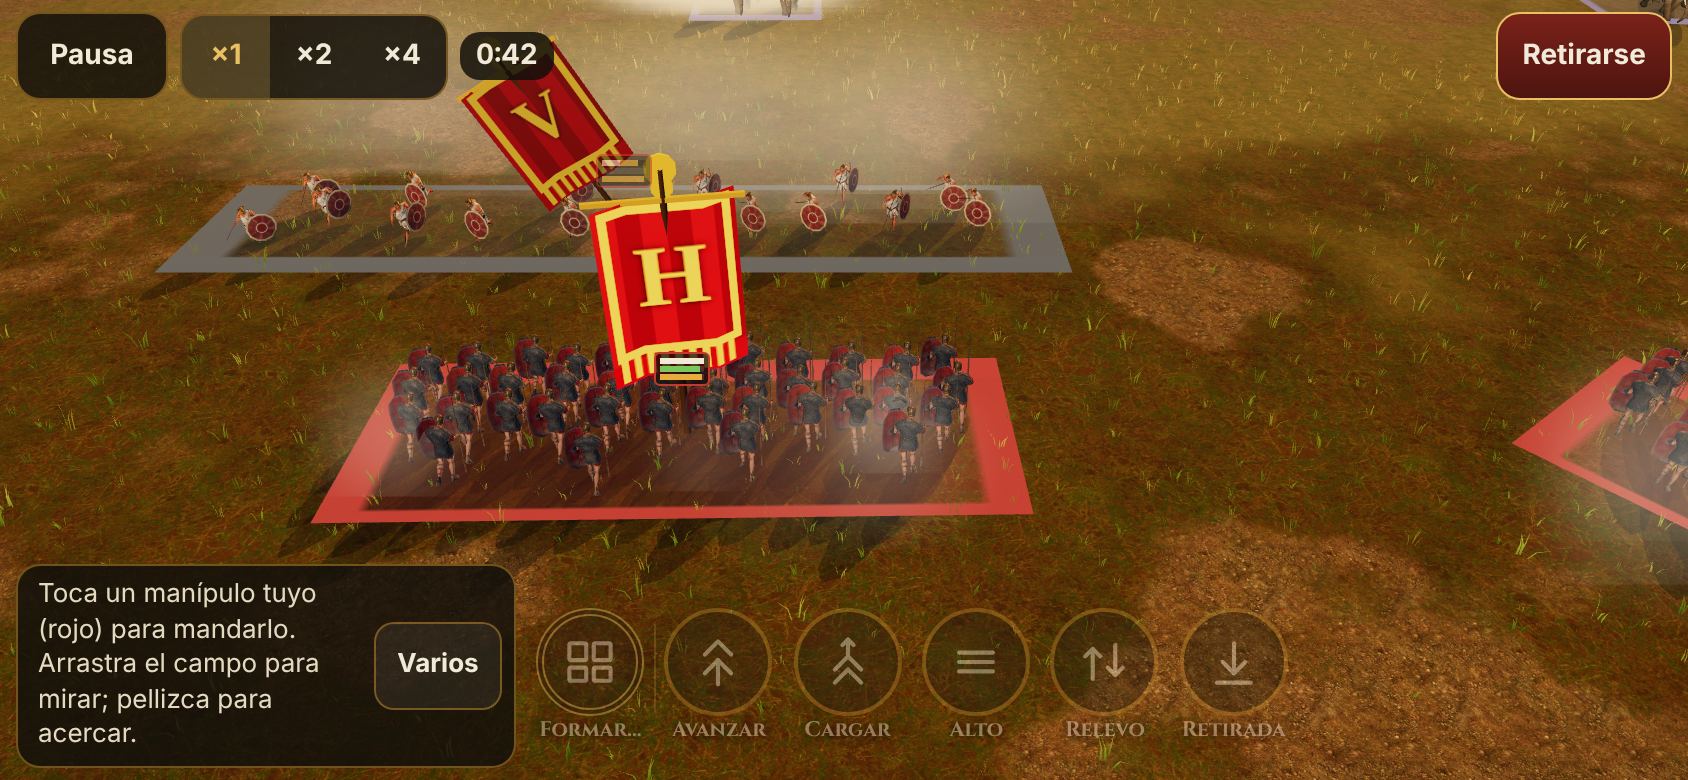 Pausa
×1
×2
×4
0:42
Retirarse
V
H
Toca un manípulo tuyo
(rojo) para mandarlo.
Arrastra el campo para
mirar; pellizca para
acercar.
Varios
Formar...
Avanzar
Cargar
Alto
Relevo
Retirada